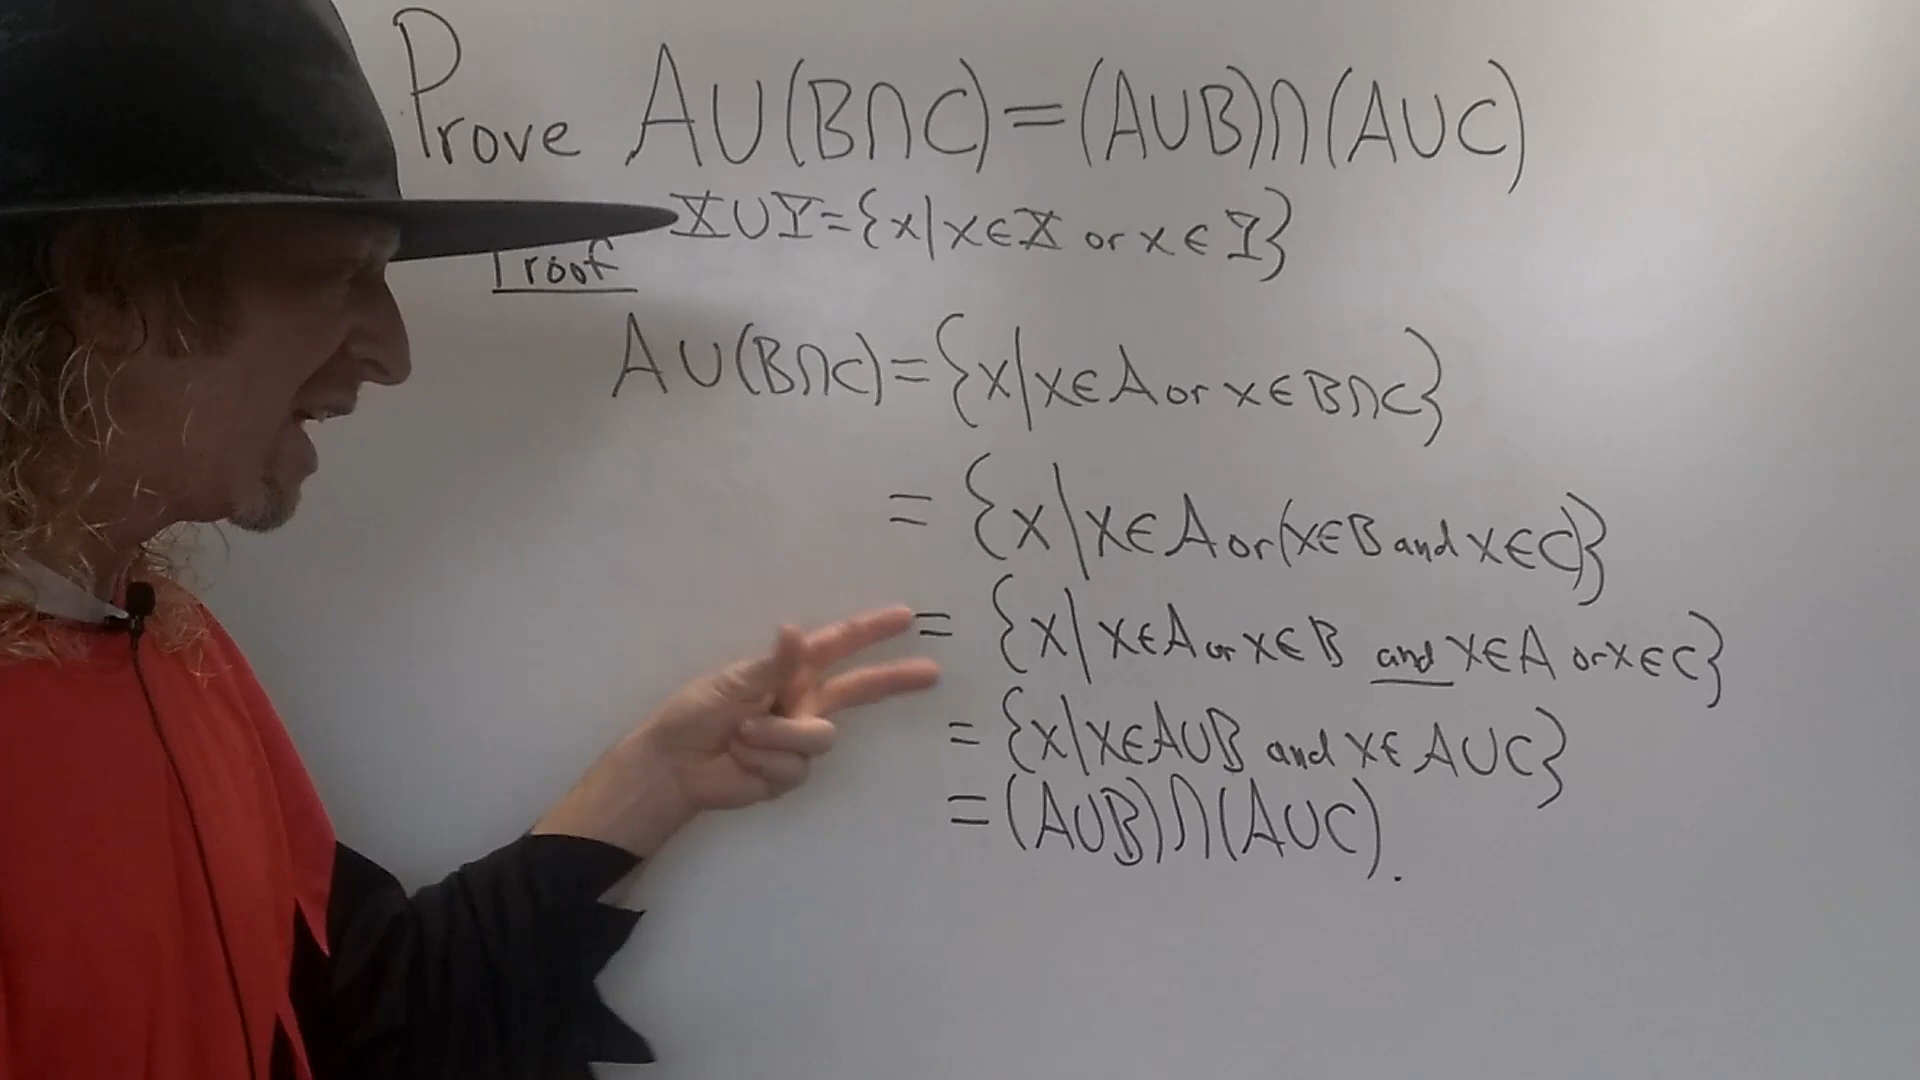 Prove A∪(B∩C)=(A∪B)∩(A∪C)
X∪Y={x|x∈X or x∈Y}
Proof
A∪(B∩C)={x|x∈A or x∈B∩C}
= {x|x∈A or (x∈B and x∈C)}
= {x|x∈A or x∈B and x∈A or x∈C}
= {x|x∈A∪B and x∈A∪C}
=(A∪B)∩(A∪C).